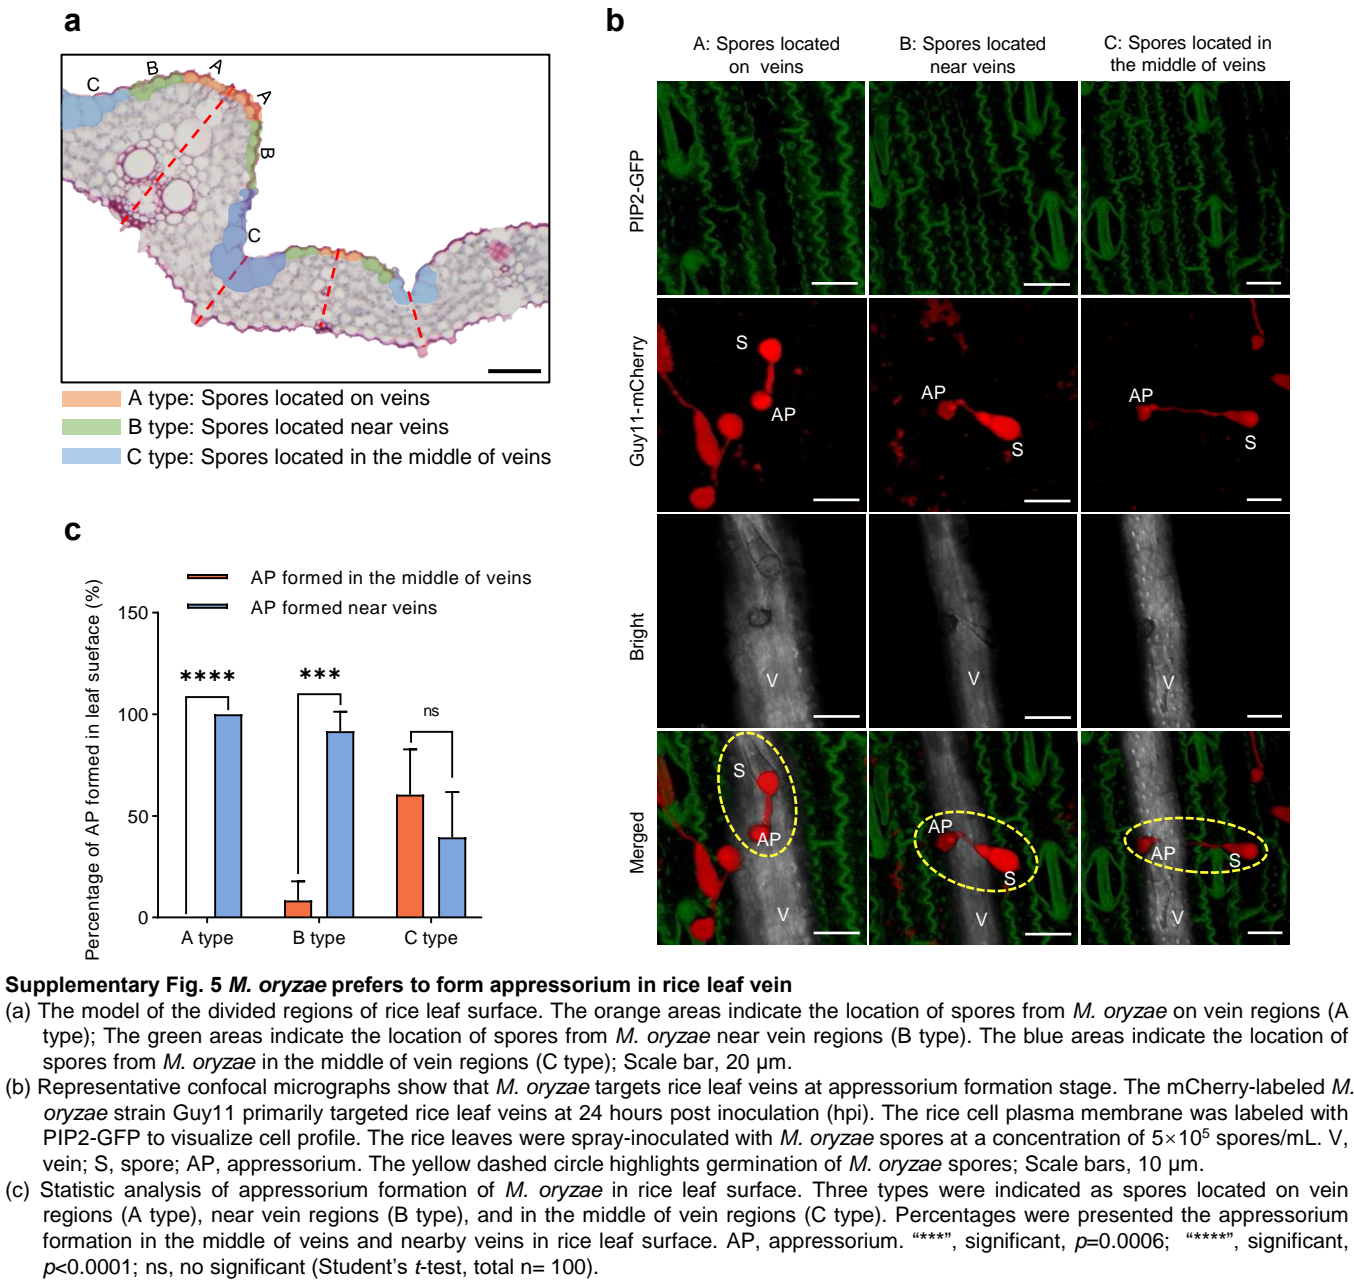 a
C
B
A
A
B
C
A type: Spores located on veins
B type: Spores located near veins
C type: Spores located in the middle of veins
b
A: Spores located
on veins
B: Spores located
near veins
C: Spores located in
the middle of veins
PIP2-GFP
Guy11-mCherry
S
AP
AP
S
AP
S
Bright
V
V
V
Merged
S
AP
V
AP
S
V
AP
S
V
c
AP formed in the middle of veins
AP formed near veins
Percentage of AP formed in leaf sueface (%)
150
100
50
0
****
***
ns
A type
B type
C type
Supplementary Fig. 5 M. oryzae prefers to form appressorium in rice leaf vein
(a) The model of the divided regions of rice leaf surface. The orange areas indicate the location of spores from M. oryzae on vein regions (A
type); The green areas indicate the location of spores from M. oryzae near vein regions (B type). The blue areas indicate the location of
spores from M. oryzae in the middle of vein regions (C type); Scale bar, 20 μm.
(b) Representative confocal micrographs show that M. oryzae targets rice leaf veins at appressorium formation stage. The mCherry-labeled M.
oryzae strain Guy11 primarily targeted rice leaf veins at 24 hours post inoculation (hpi). The rice cell plasma membrane was labeled with
PIP2-GFP to visualize cell profile. The rice leaves were spray-inoculated with M. oryzae spores at a concentration of 5×10⁵ spores/mL. V,
vein; S, spore; AP, appressorium. The yellow dashed circle highlights germination of M. oryzae spores; Scale bars, 10 μm.
(c) Statistic analysis of appressorium formation of M. oryzae in rice leaf surface. Three types were indicated as spores located on vein
regions (A type), near vein regions (B type), and in the middle of vein regions (C type). Percentages were presented the appressorium
formation in the middle of veins and nearby veins in rice leaf surface. AP, appressorium. “***”, significant, p=0.0006; “****”, significant,
p<0.0001; ns, no significant (Student’s t-test, total n= 100).